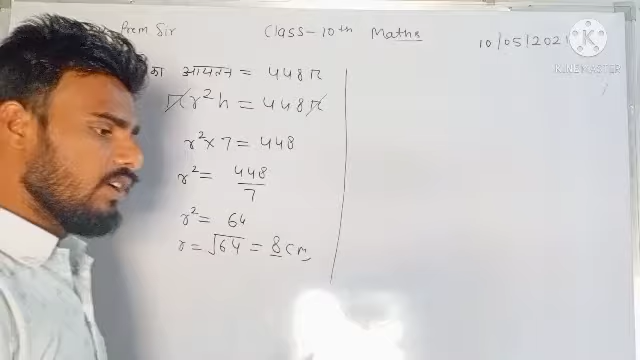 Prem Sir Class-10th Maths
10/05/202
KINEMASTER
का आयतन = 448π
πr²h = 448π
r² × 7 = 448
r² = 448/7
r² = 64
r = √64 = 8 cm